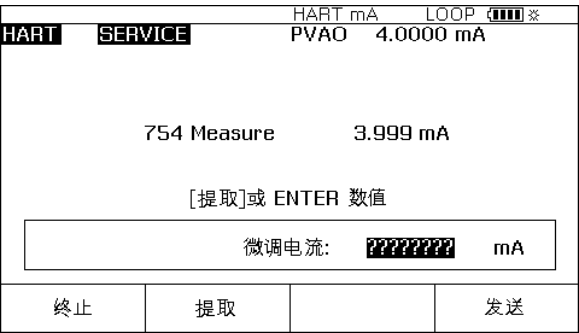 HART mA LOOP
HART SERVICE PVAO 4.0000 mA
754 Measure 3.999 mA
[提取]或 ENTER 数值
微调电流: ???????? mA
终止 提取 发送